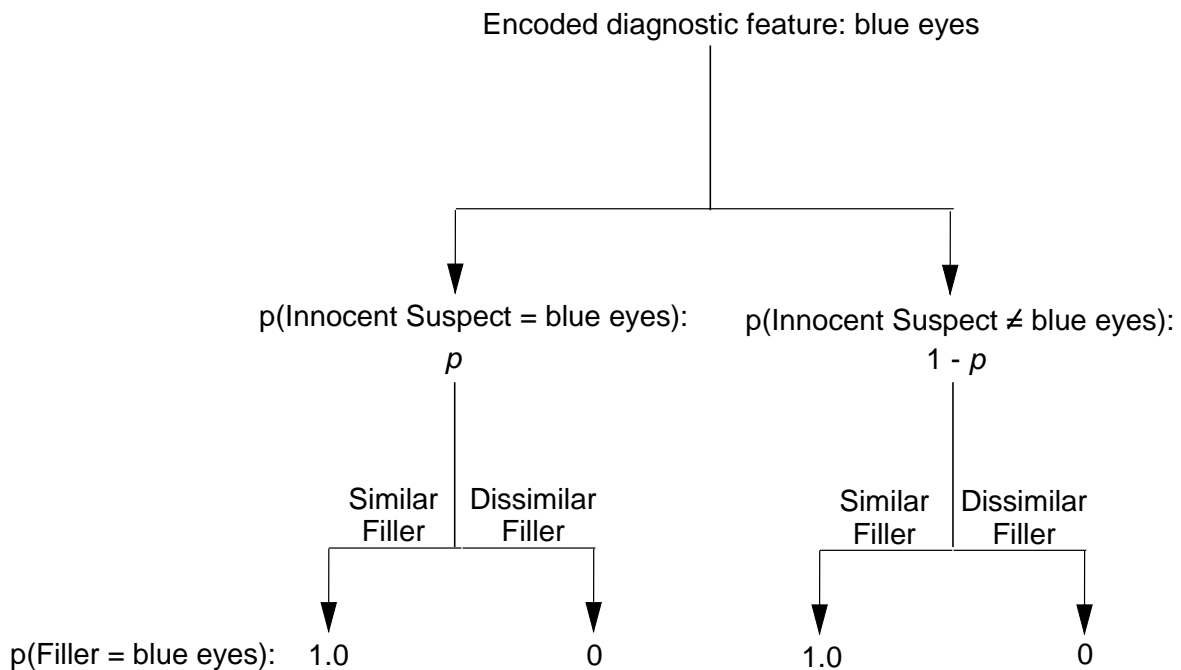 Encoded diagnostic feature: blue eyes
p(Innocent Suspect = blue eyes):
p
p(Innocent Suspect ≠ blue eyes):
1 - p
Similar
Filler
Dissimilar
Filler
Similar
Filler
Dissimilar
Filler
p(Filler = blue eyes): 1.0 0 1.0 0